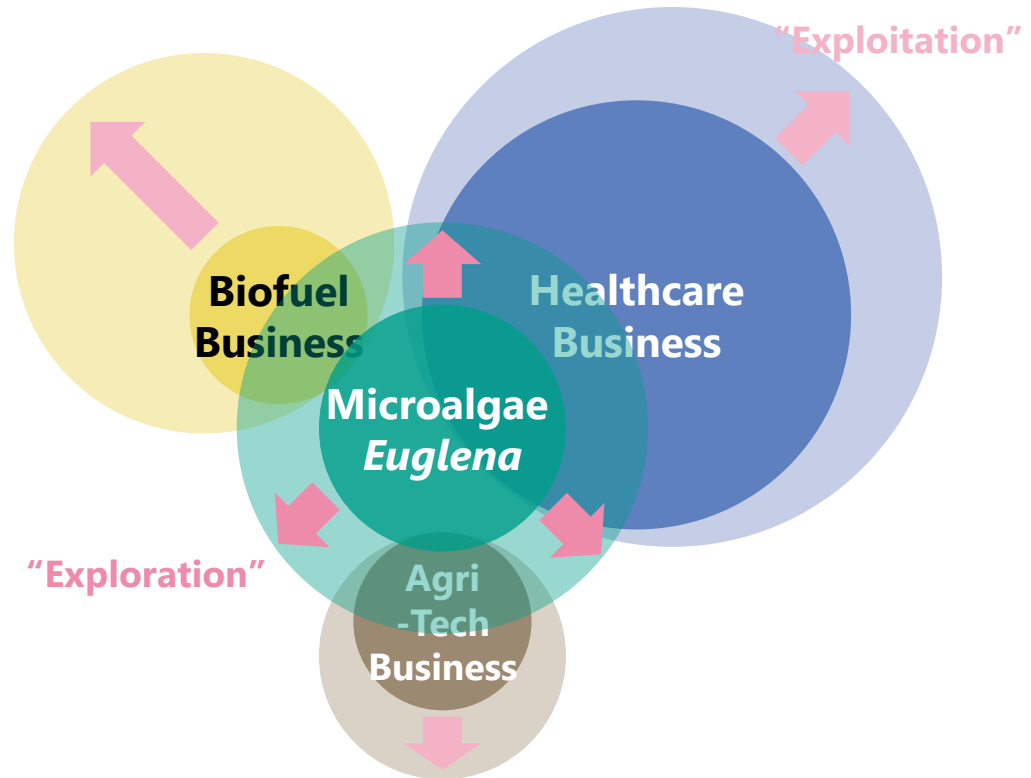 “Exploitation”
Biofuel
Business
Healthcare
Business
Microalgae
Euglena
“Exploration”
Agri
-Tech
Business